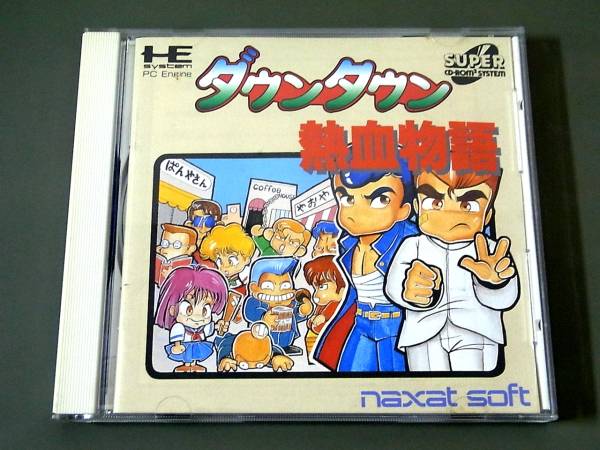 HE
system
PC Engine
SUPER
CD-ROM² SYSTEM
ダウンタウン
熱血物語
ぱんやさん
coffee
やおや
naxat soft